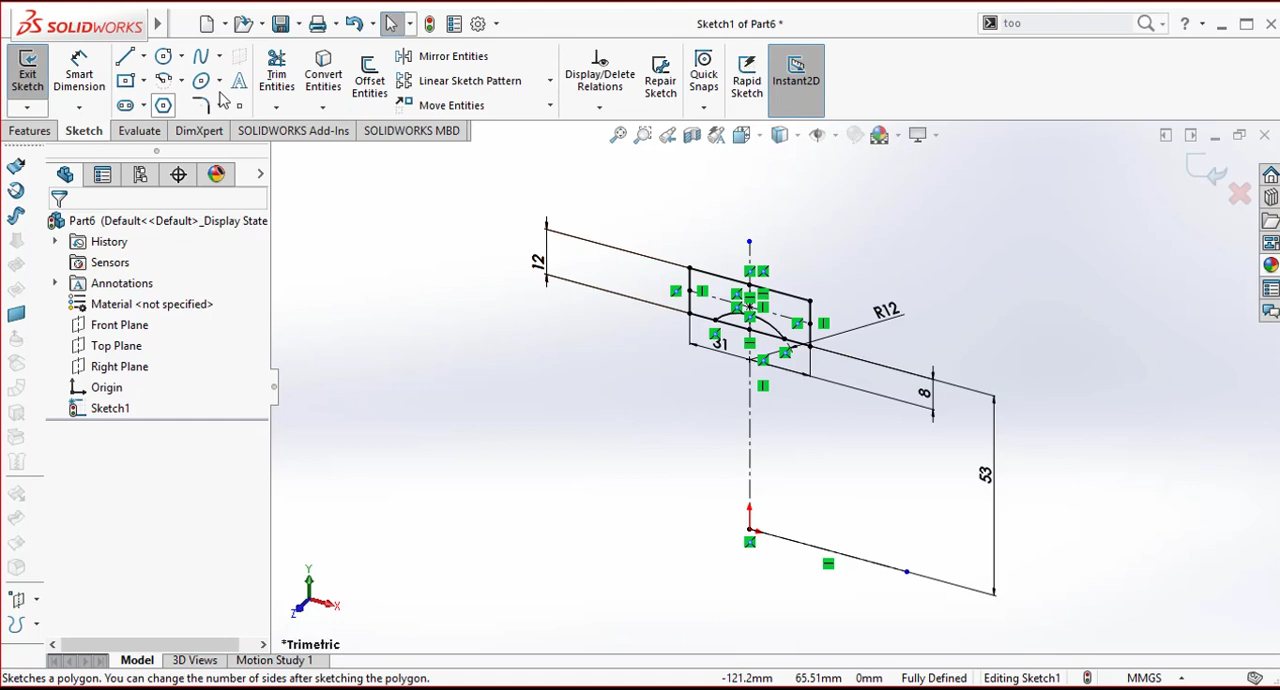 SOLIDWORKS
Sketch1 of Part6 *
too
Exit Sketch
Smart Dimension
Trim Entities
Convert Entities
Offset Entities
Mirror Entities
Linear Sketch Pattern
Move Entities
Display/Delete Relations
Repair Sketch
Quick Snaps
Rapid Sketch
Instant2D
Features
Sketch
Evaluate
DimXpert
SOLIDWORKS Add-Ins
SOLIDWORKS MBD
Part6 (Default<<Default>_Display State
History
Sensors
Annotations
Material <not specified>
Front Plane
Top Plane
Right Plane
Origin
Sketch1
12
R12
31
8
53
Y
Z
X
*Trimetric
Model
3D Views
Motion Study 1
Sketches a polygon. You can change the number of sides after sketching the polygon.
-121.2mm
65.51mm
0mm
Fully Defined
Editing Sketch1
MMGS